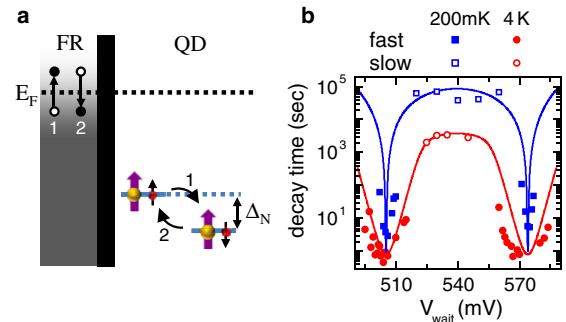 a
FR
QD
E_F
1 2
1
2
Δ_N
b
200mK 4 K
fast
slow
decay time (sec)
10^5
10^3
10^1
510 540 570
V_wait (mV)